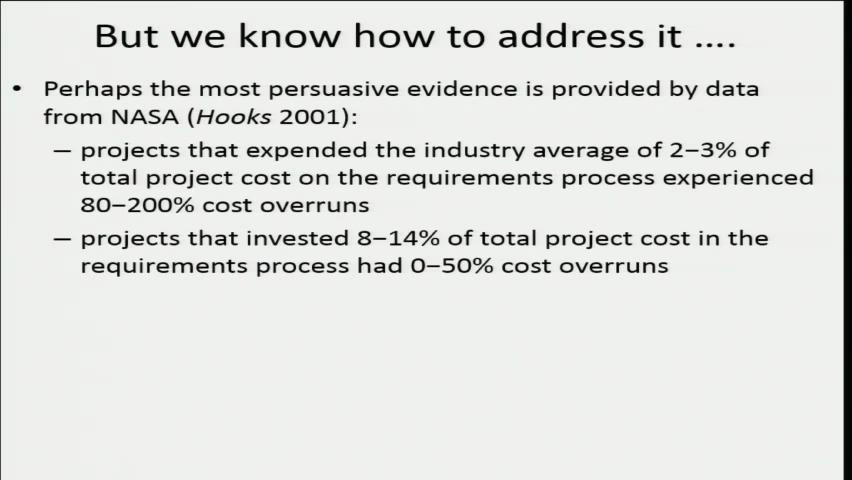 But we know how to address it ....
• Perhaps the most persuasive evidence is provided by data
from NASA (Hooks 2001):
– projects that expended the industry average of 2–3% of
total project cost on the requirements process experienced
80–200% cost overruns
– projects that invested 8–14% of total project cost in the
requirements process had 0–50% cost overruns